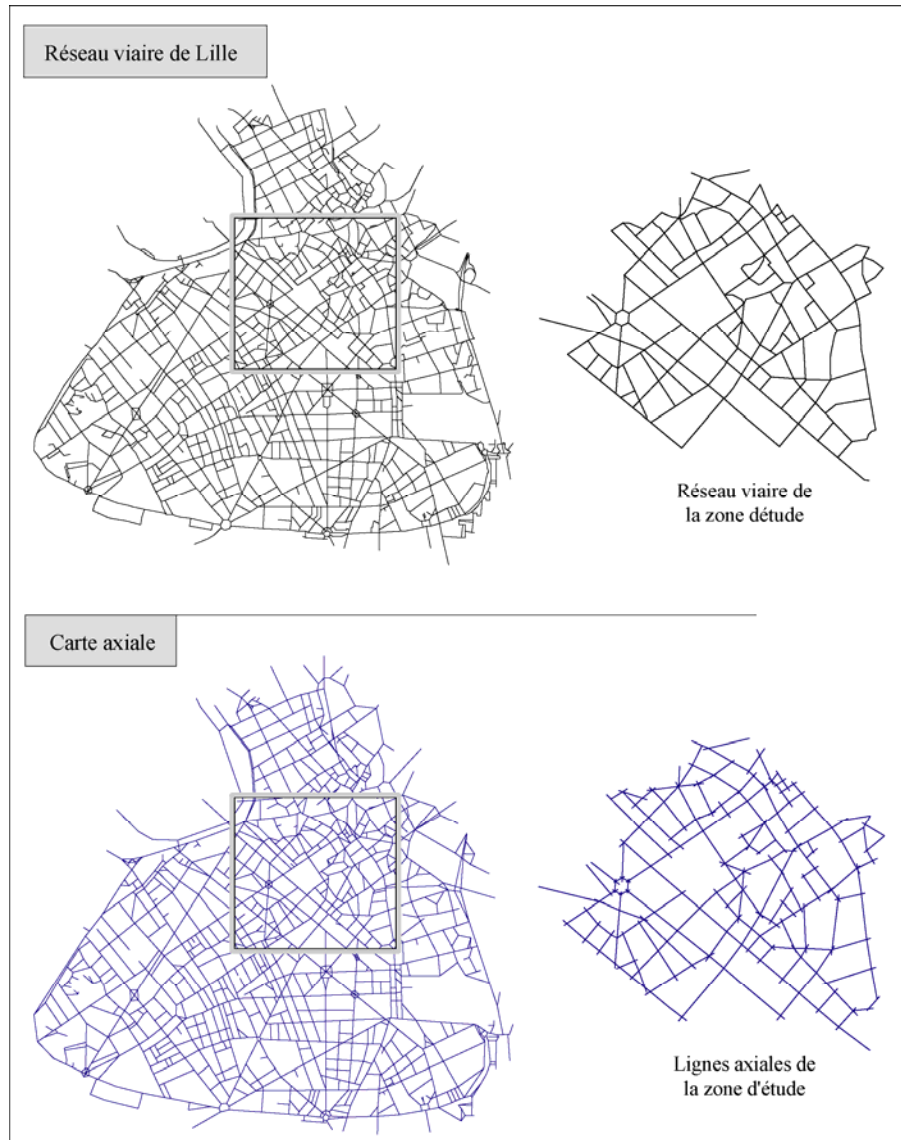 Réseau viaire de Lille
Réseau viaire de
la zone détude
Carte axiale
Lignes axiales de
la zone d'étude